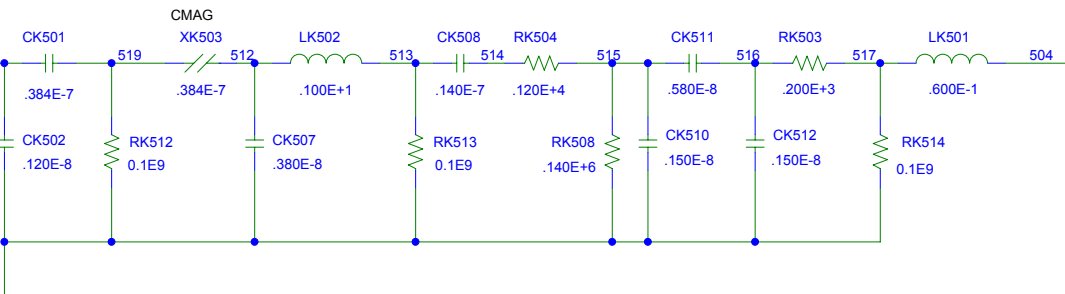 CMAG
CK501 519 XK503 512 LK502 513 CK508 514 RK504 515 CK511 516 RK503 517 LK501 504
.384E-7 .384E-7 .100E+1 .140E-7 .120E+4 .580E-8 .200E+3 .600E-1
CK502 RK512 CK507 RK513 RK508 CK510 CK512 RK514
.120E-8 0.1E9 .380E-8 0.1E9 .140E+6 .150E-8 .150E-8 0.1E9